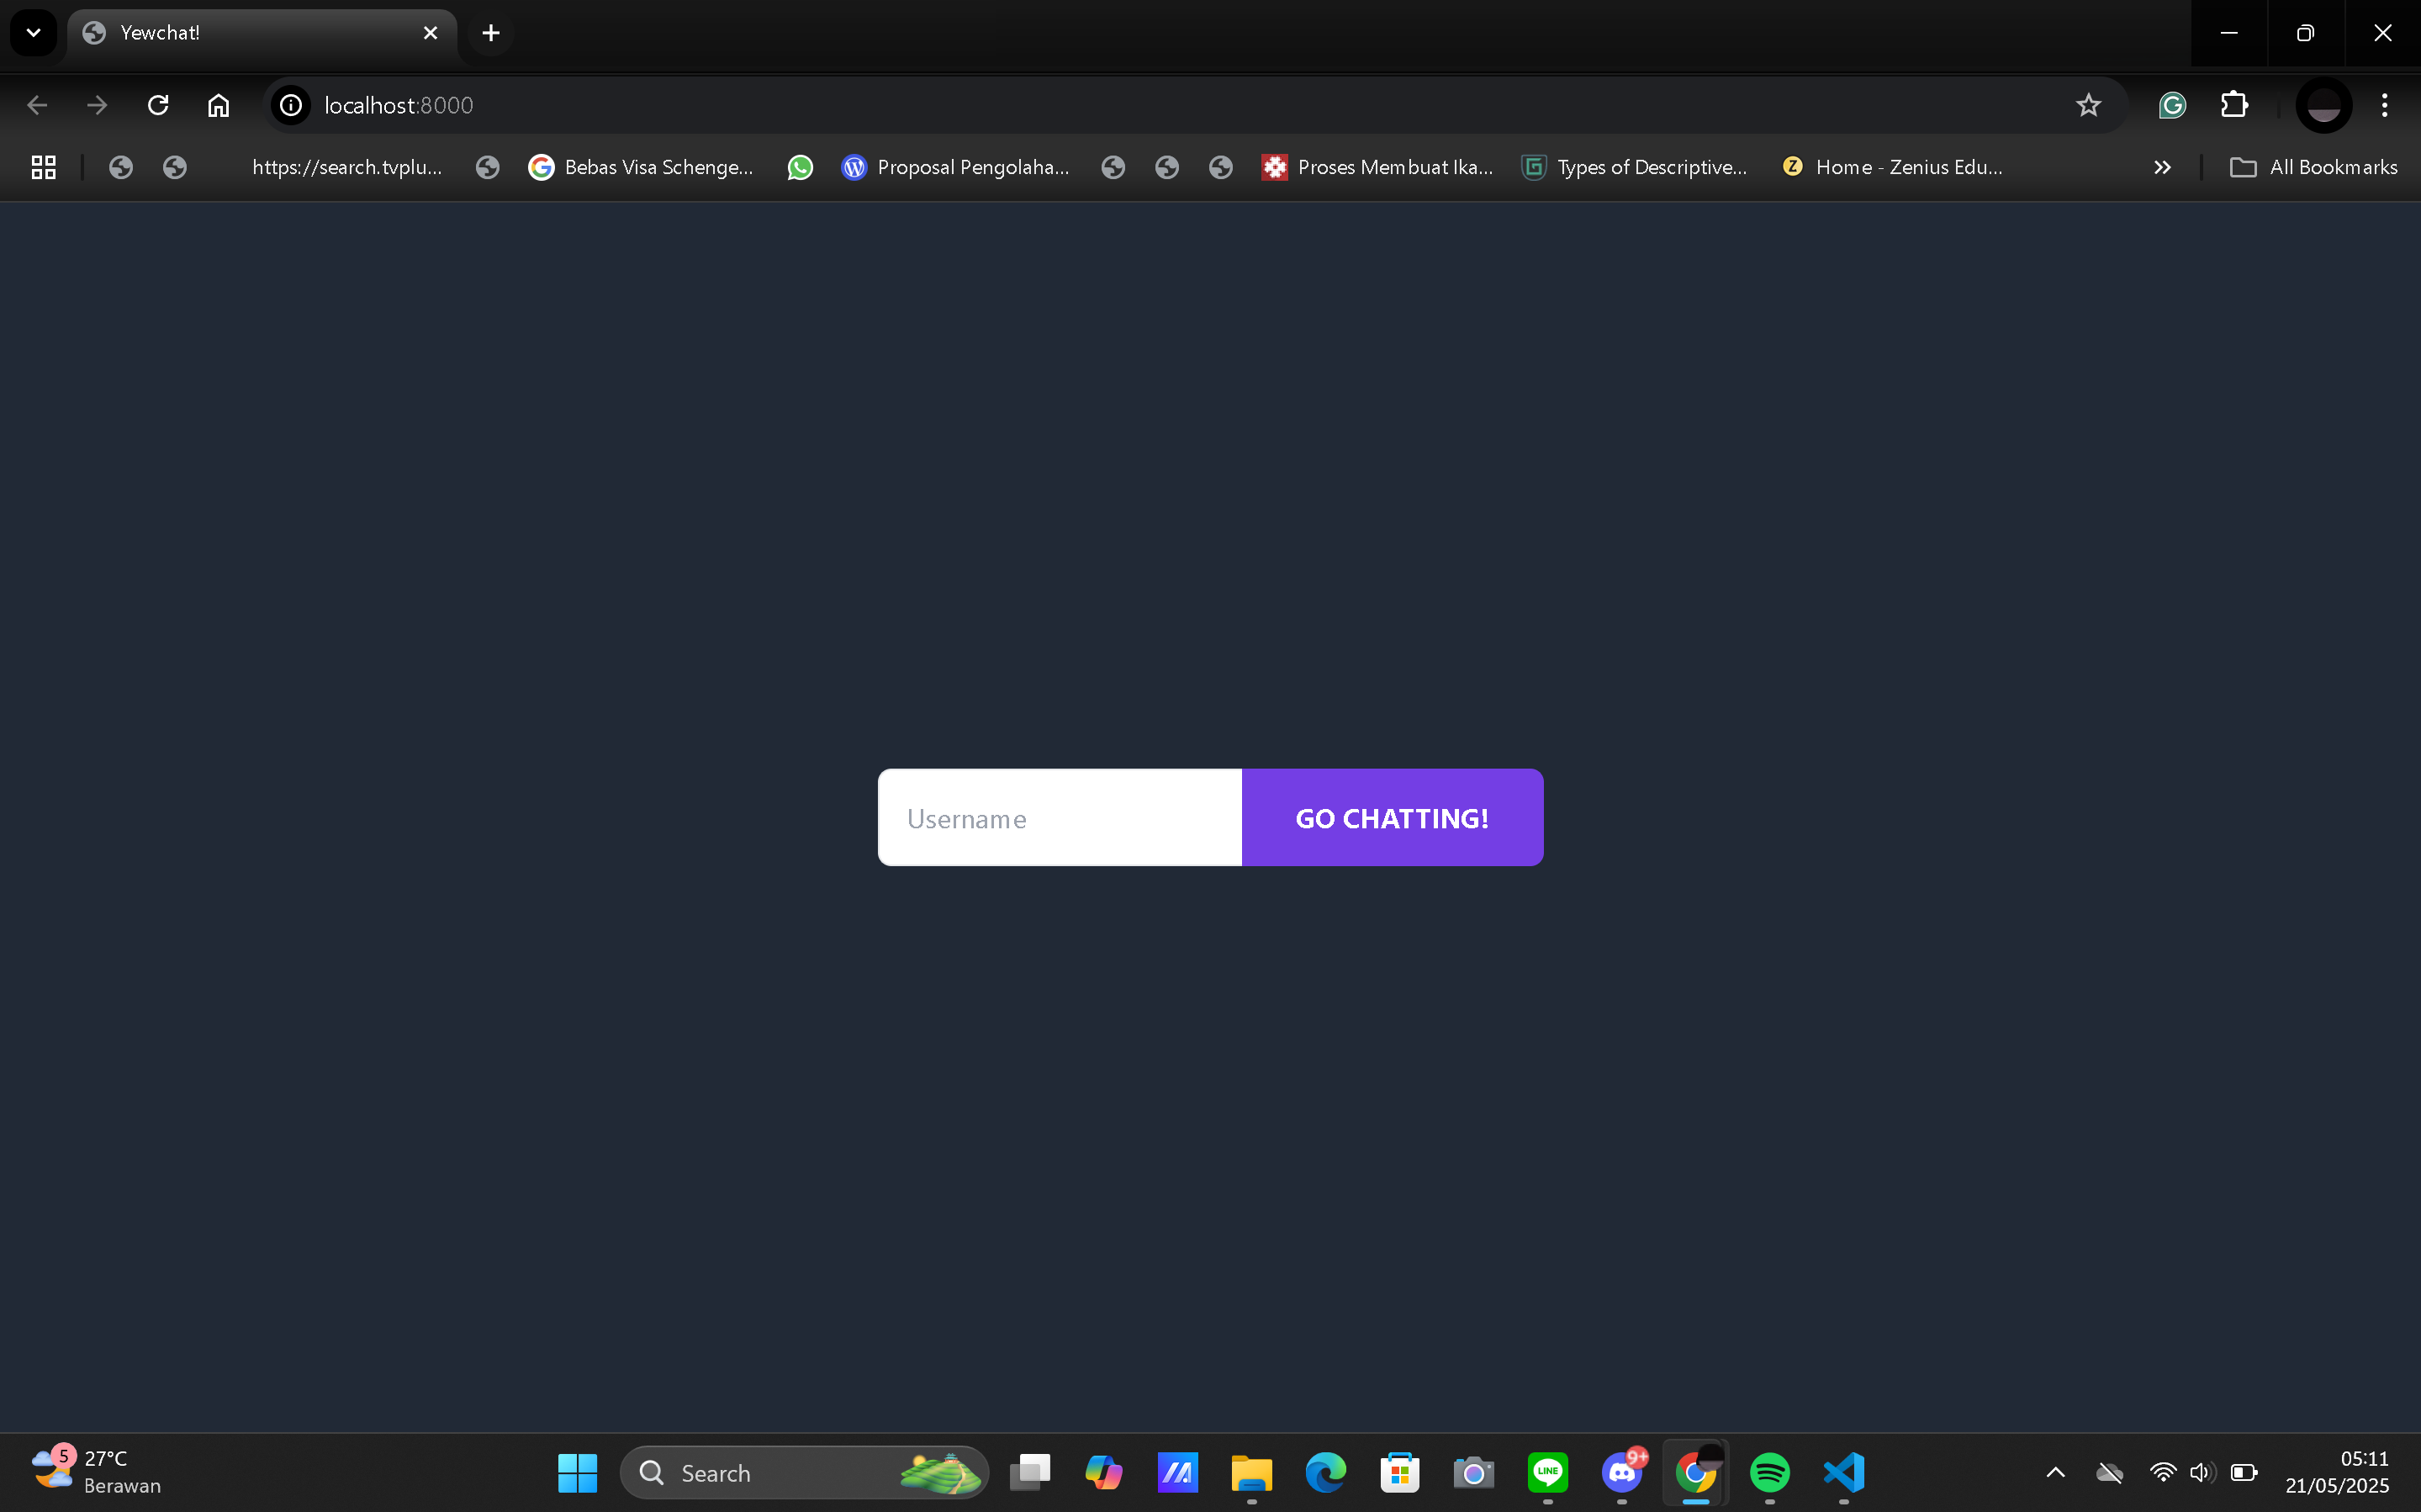 Yewchat!
localhost:8000
https://search.tvplu...
Bebas Visa Schenge...
Proposal Pengolaha...
Proses Membuat Ika...
Types of Descriptive...
Home - Zenius Edu...
All Bookmarks
Username
GO CHATTING!
5
27°C
Berawan
Search
LINE
9+
05:11
21/05/2025